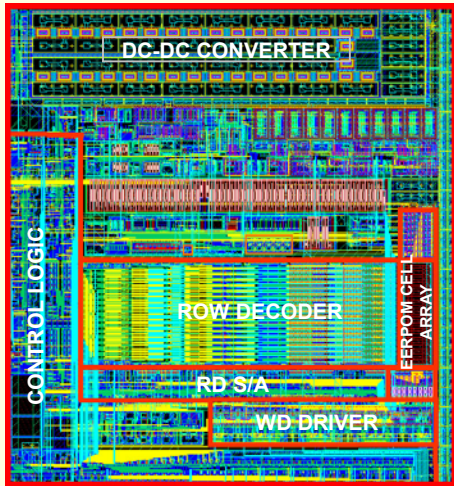 DC-DC CONVERTER
CONTROL LOGIC
ROW DECODER
EERPOM CELL
ARRAY
RD S/A
WD DRIVER